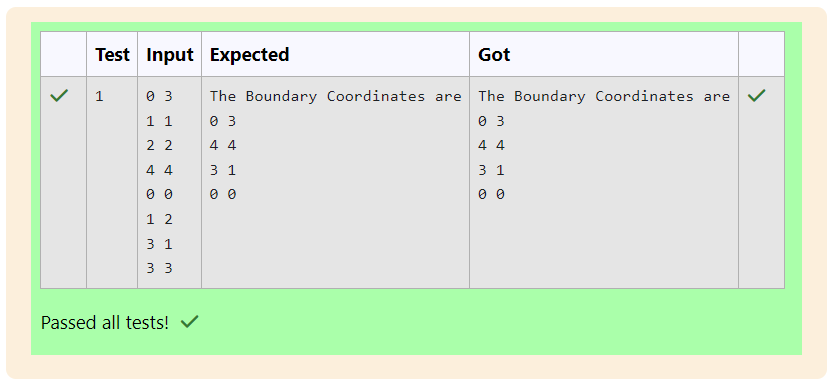 Test Input Expected Got
1 0 3 The Boundary Coordinates are The Boundary Coordinates are
1 1 0 3 0 3
2 2 4 4 4 4
4 4 3 1 3 1
0 0 0 0 0 0
1 2
3 1
3 3
Passed all tests!